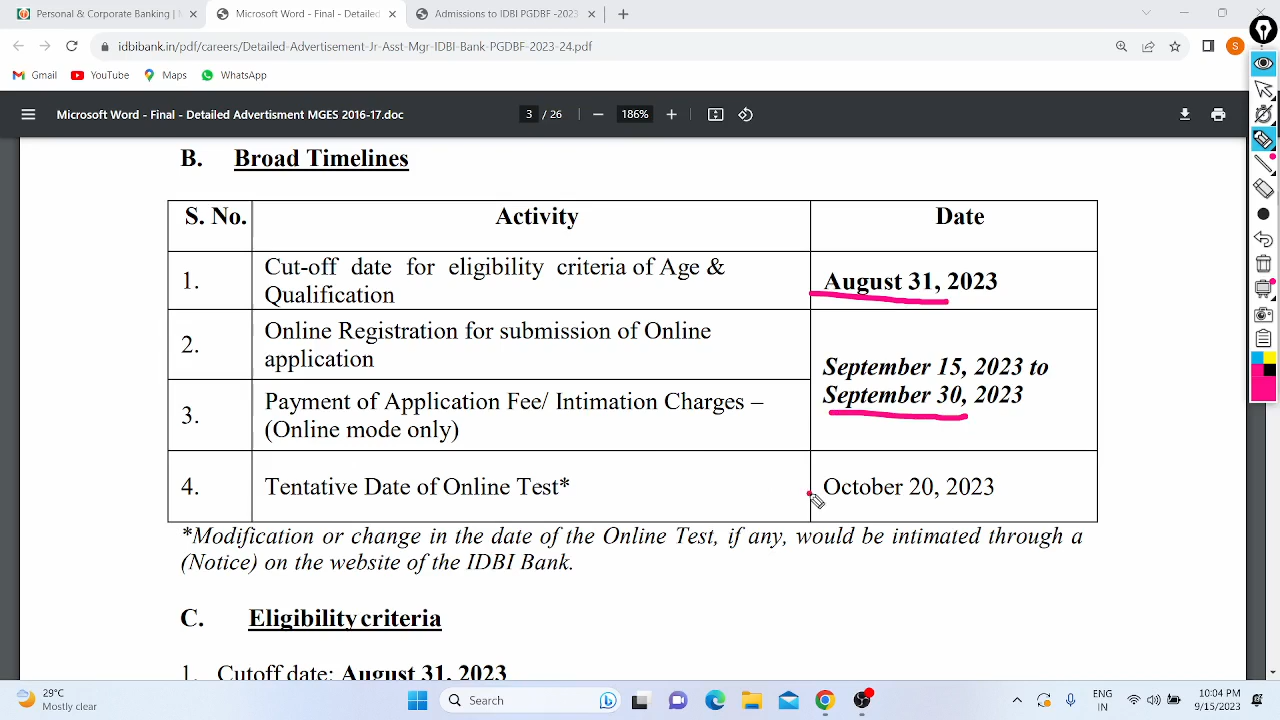 Personal & Corporate Banking | M
Microsoft Word - Final - Detailed
Admissions to IDBI PGDBF -2023
idbibank.in/pdf/careers/Detailed-Advertisement-Jr-Asst-Mgr-IDBI-Bank-PGDBF-2023-24.pdf
S
Gmail
YouTube
Maps
WhatsApp
Microsoft Word - Final - Detailed Advertisment MGES 2016-17.doc
3 / 26
186%
B. Broad Timelines
S. No. Activity Date
1. Cut-off date for eligibility criteria of Age &
Qualification
August 31, 2023
2. Online Registration for submission of Online
application
September 15, 2023 to
September 30, 2023
3. Payment of Application Fee/ Intimation Charges –
(Online mode only)
4. Tentative Date of Online Test* October 20, 2023
*Modification or change in the date of the Online Test, if any, would be intimated through a
(Notice) on the website of the IDBI Bank.
C. Eligibility criteria
1. Cutoff date: August 31, 2023
29°C
Mostly clear
Search
ENG
IN
10:04 PM
9/15/2023